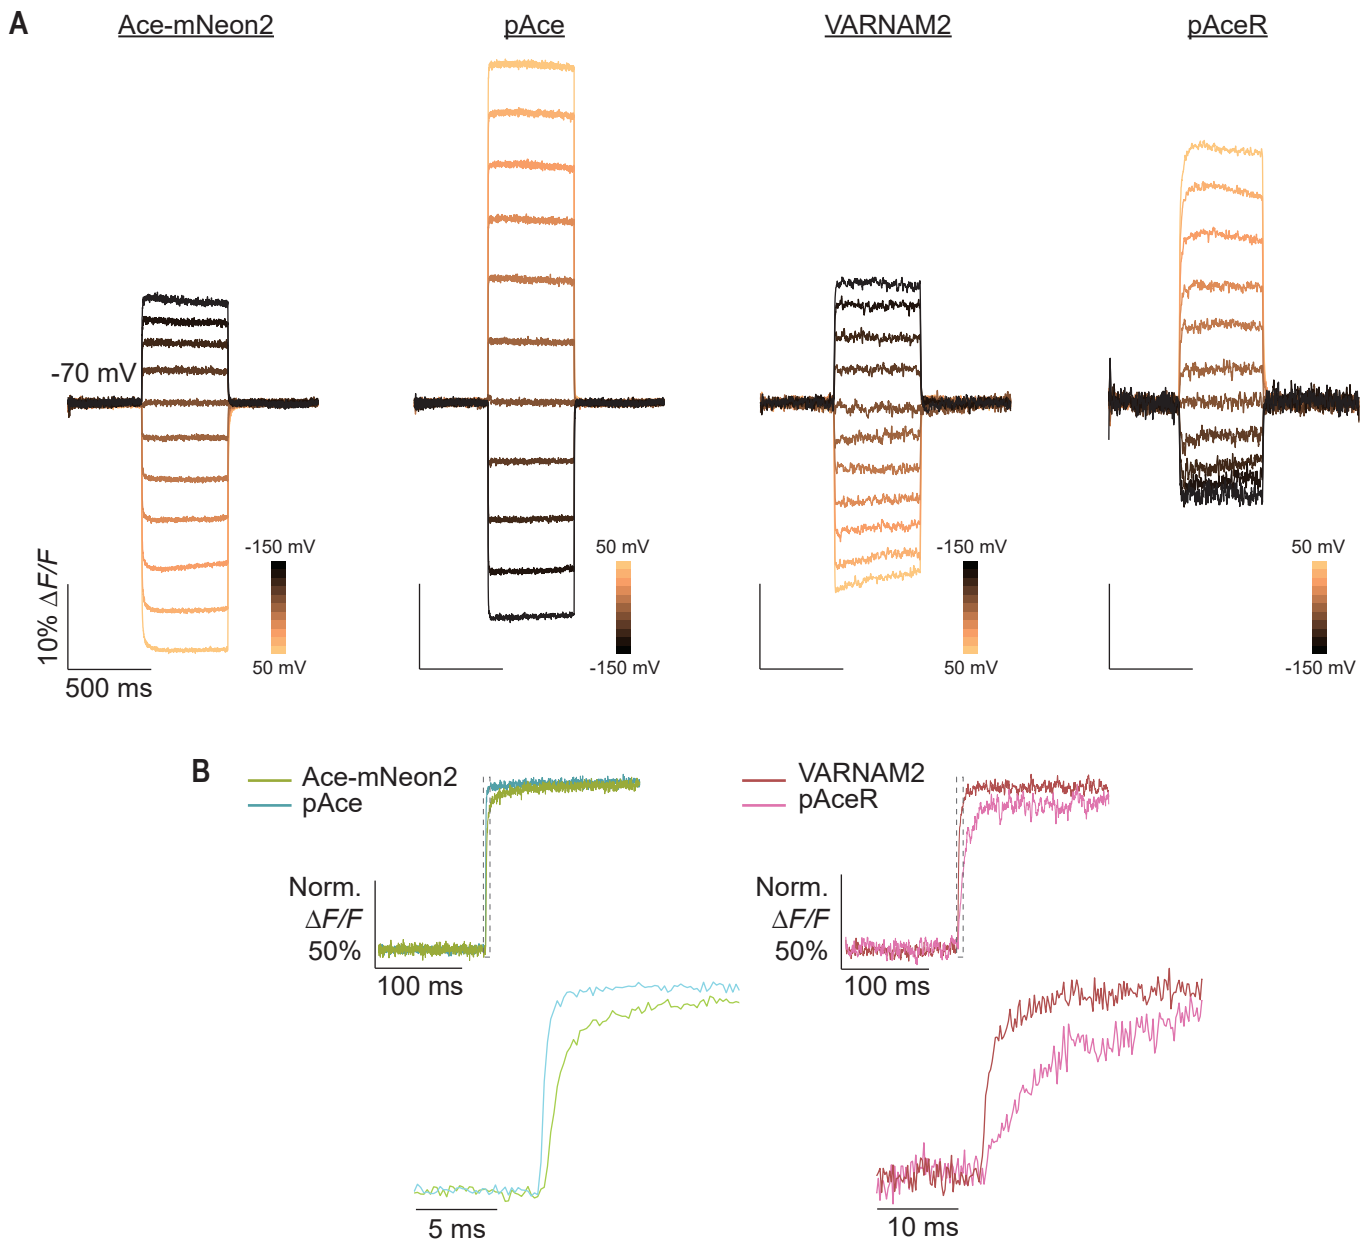 A
Ace-mNeon2
pAce
VARNAM2
pAceR
-70 mV
10% ΔF/F
500 ms
-150 mV
50 mV
50 mV
-150 mV
-150 mV
50 mV
50 mV
-150 mV
B
Ace-mNeon2
pAce
Norm.
ΔF/F
50%
100 ms
5 ms
VARNAM2
pAceR
Norm.
ΔF/F
50%
100 ms
10 ms